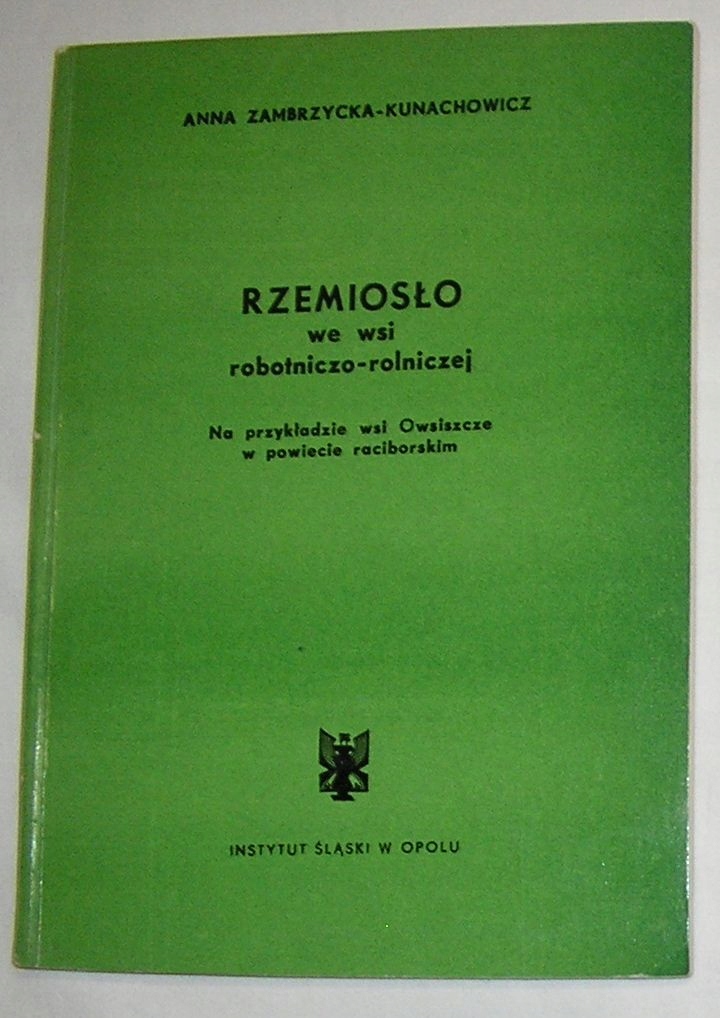 ANNA ZAMBRZYCKA-KUNACHOWICZ
RZEMIOSŁO
we wsi
robotniczo-rolniczej
Na przykładzie wsi Owsiszcze
w powiecie raciborskim
INSTYTUT ŚLĄSKI W OPOLU